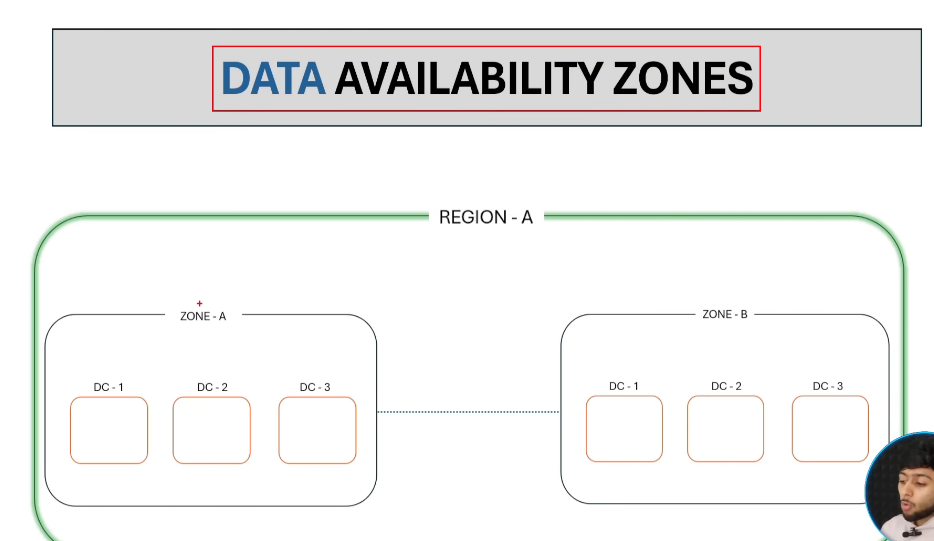 DATA AVAILABILITY ZONES
REGION - A
ZONE - A
ZONE - B
DC - 1
DC - 2
DC - 3
DC - 1
DC - 2
DC - 3